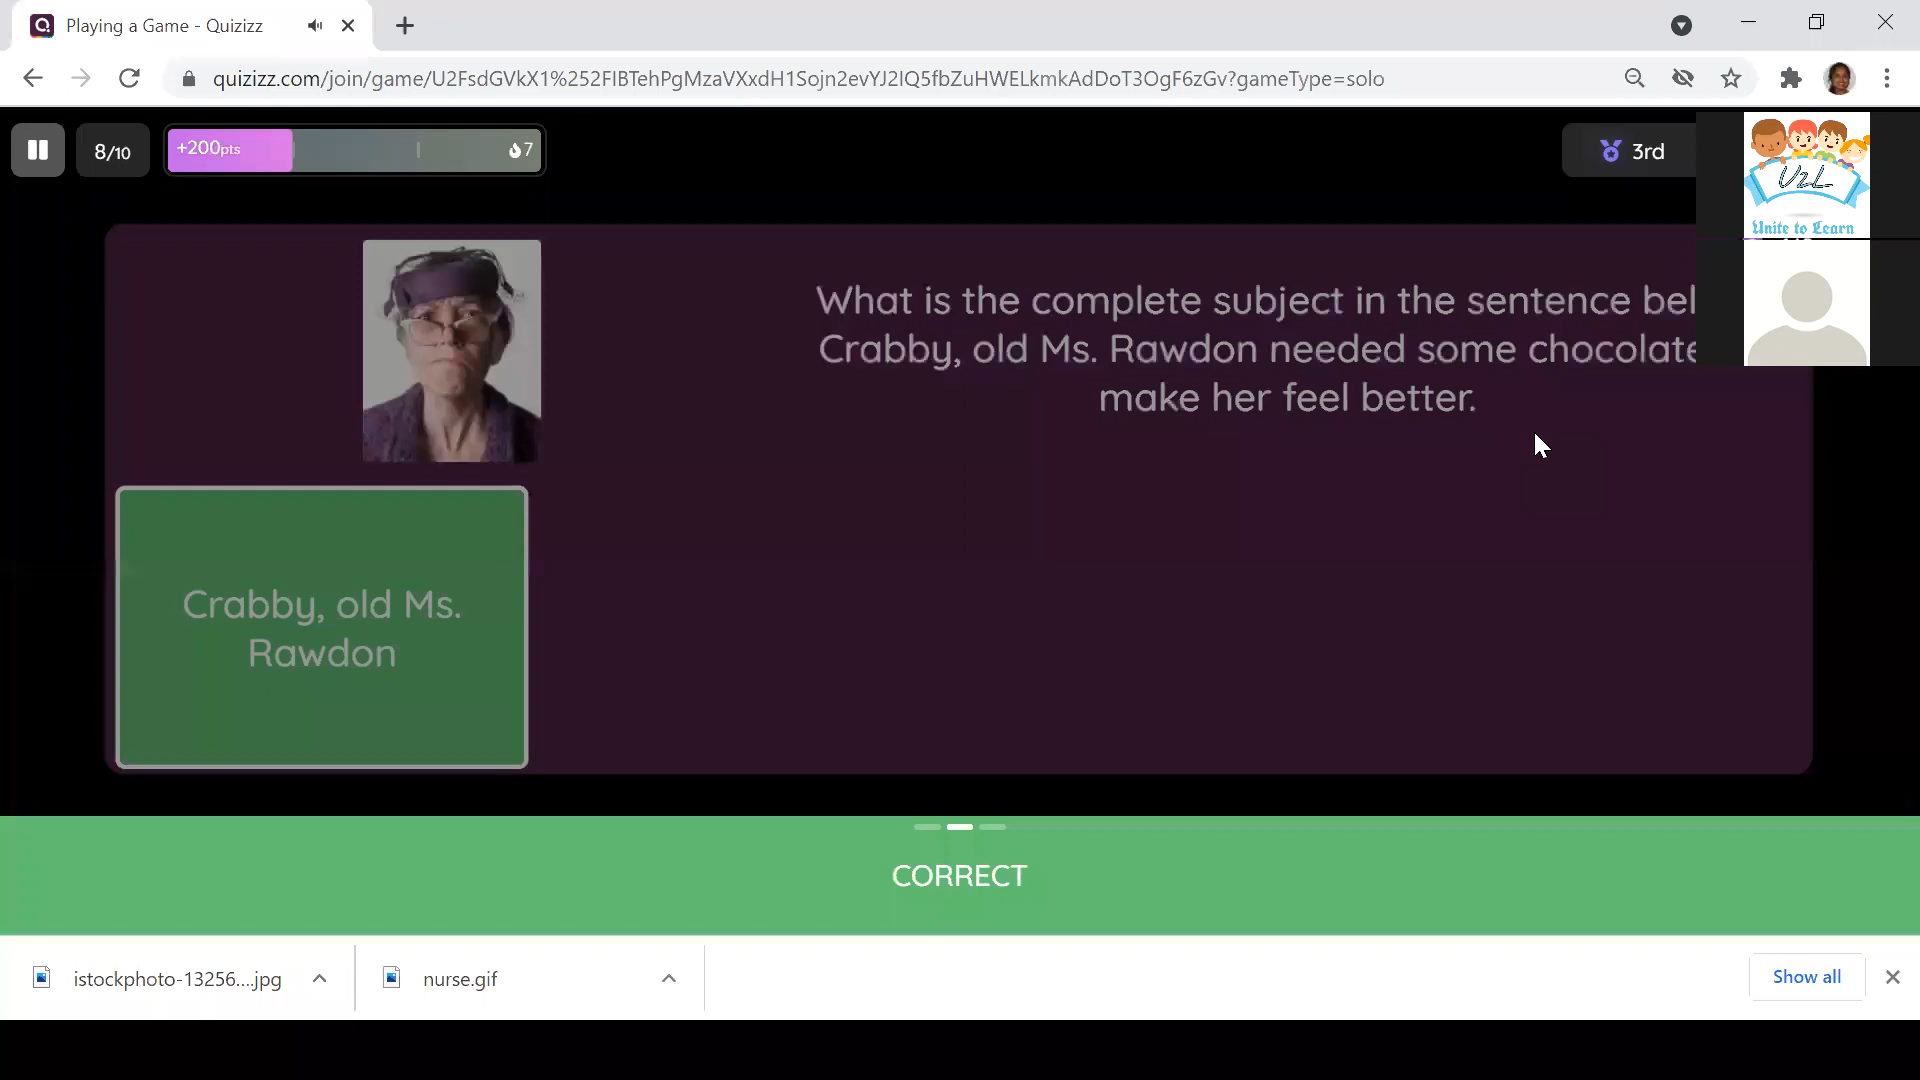 Playing a Game - Quizizz
quizizz.com/join/game/U2FsdGVkX1%252FIBTehPgMzaVXxdH1Sojn2evYJ2IQ5fbZuHWELkmkAdDoT3OgF6zGv?gameType=solo
8/10
+200pts
7
3rd
U2L
Unite to Learn
What is the complete subject in the sentence bel
Crabby, old Ms. Rawdon needed some chocolate
make her feel better.
Crabby, old Ms.
Rawdon
CORRECT
istockphoto-13256....jpg
nurse.gif
Show all